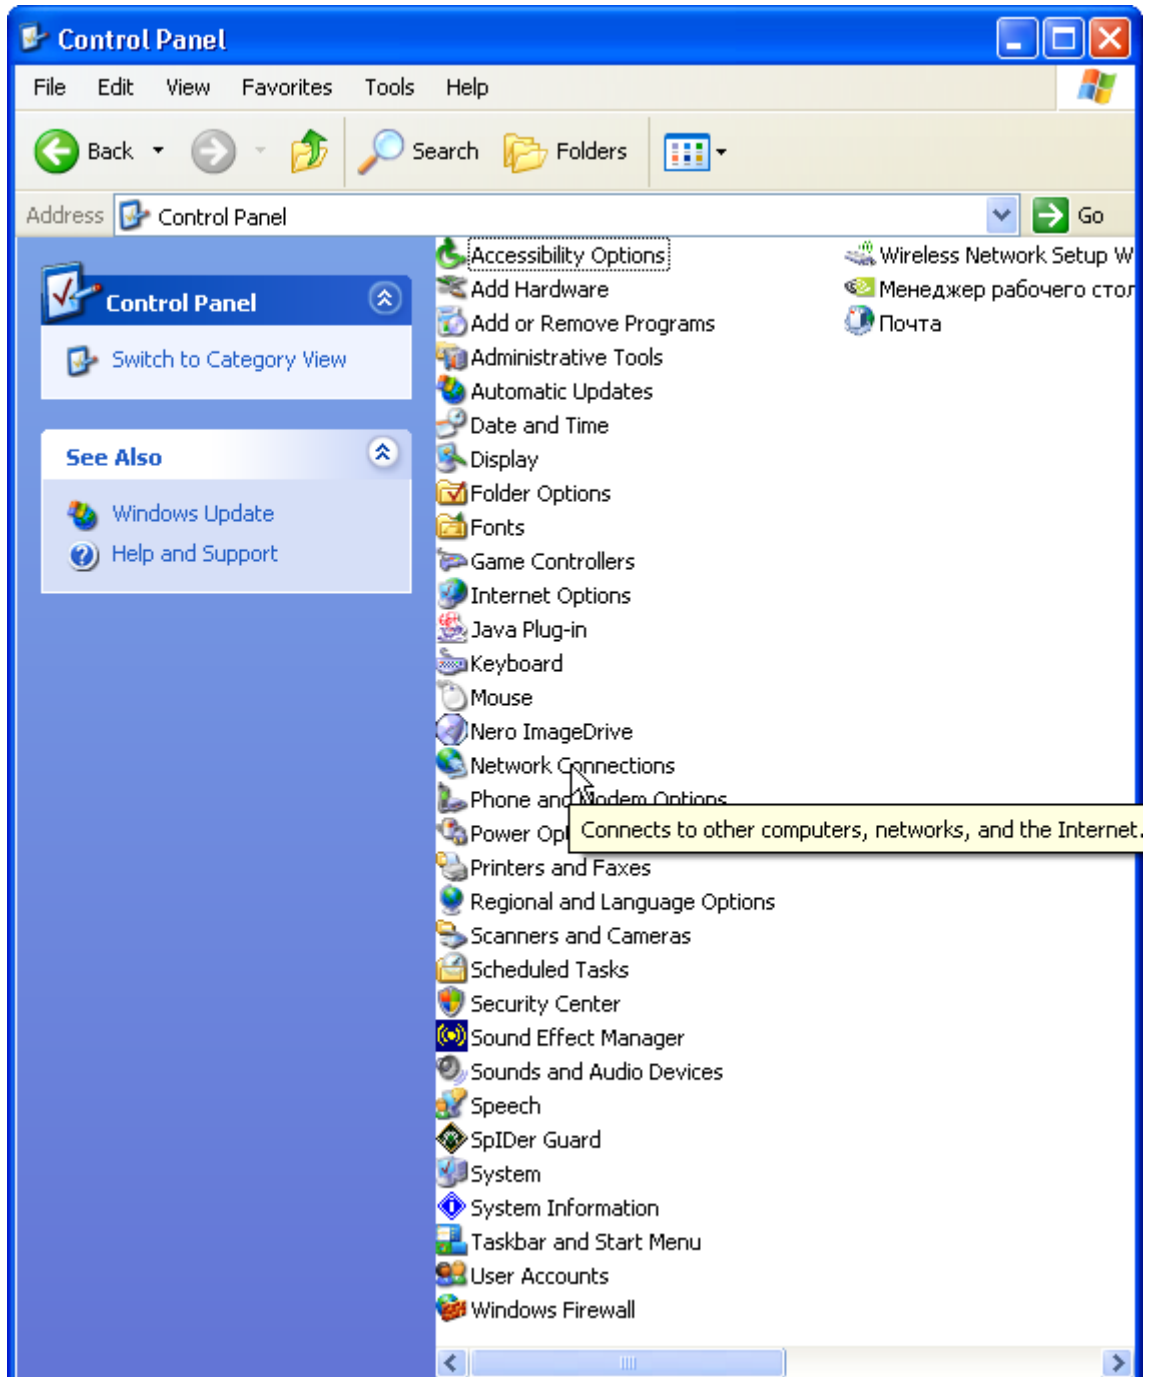 Control Panel
File Edit View Favorites Tools Help
Back Search Folders
Address Control Panel Go
Control Panel
Switch to Category View
See Also
Windows Update
Help and Support
Accessibility Options
Add Hardware
Add or Remove Programs
Administrative Tools
Automatic Updates
Date and Time
Display
Folder Options
Fonts
Game Controllers
Internet Options
Java Plug-in
Keyboard
Mouse
Nero ImageDrive
Network Connections
Phone and Modem Options
Power
Connects to other computers, networks, and the Internet.
Printers and Faxes
Regional and Language Options
Scanners and Cameras
Scheduled Tasks
Security Center
Sound Effect Manager
Sounds and Audio Devices
Speech
SpIDer Guard
System
System Information
Taskbar and Start Menu
User Accounts
Windows Firewall
Wireless Network Setup W
Менеджер рабочего стол
Почта